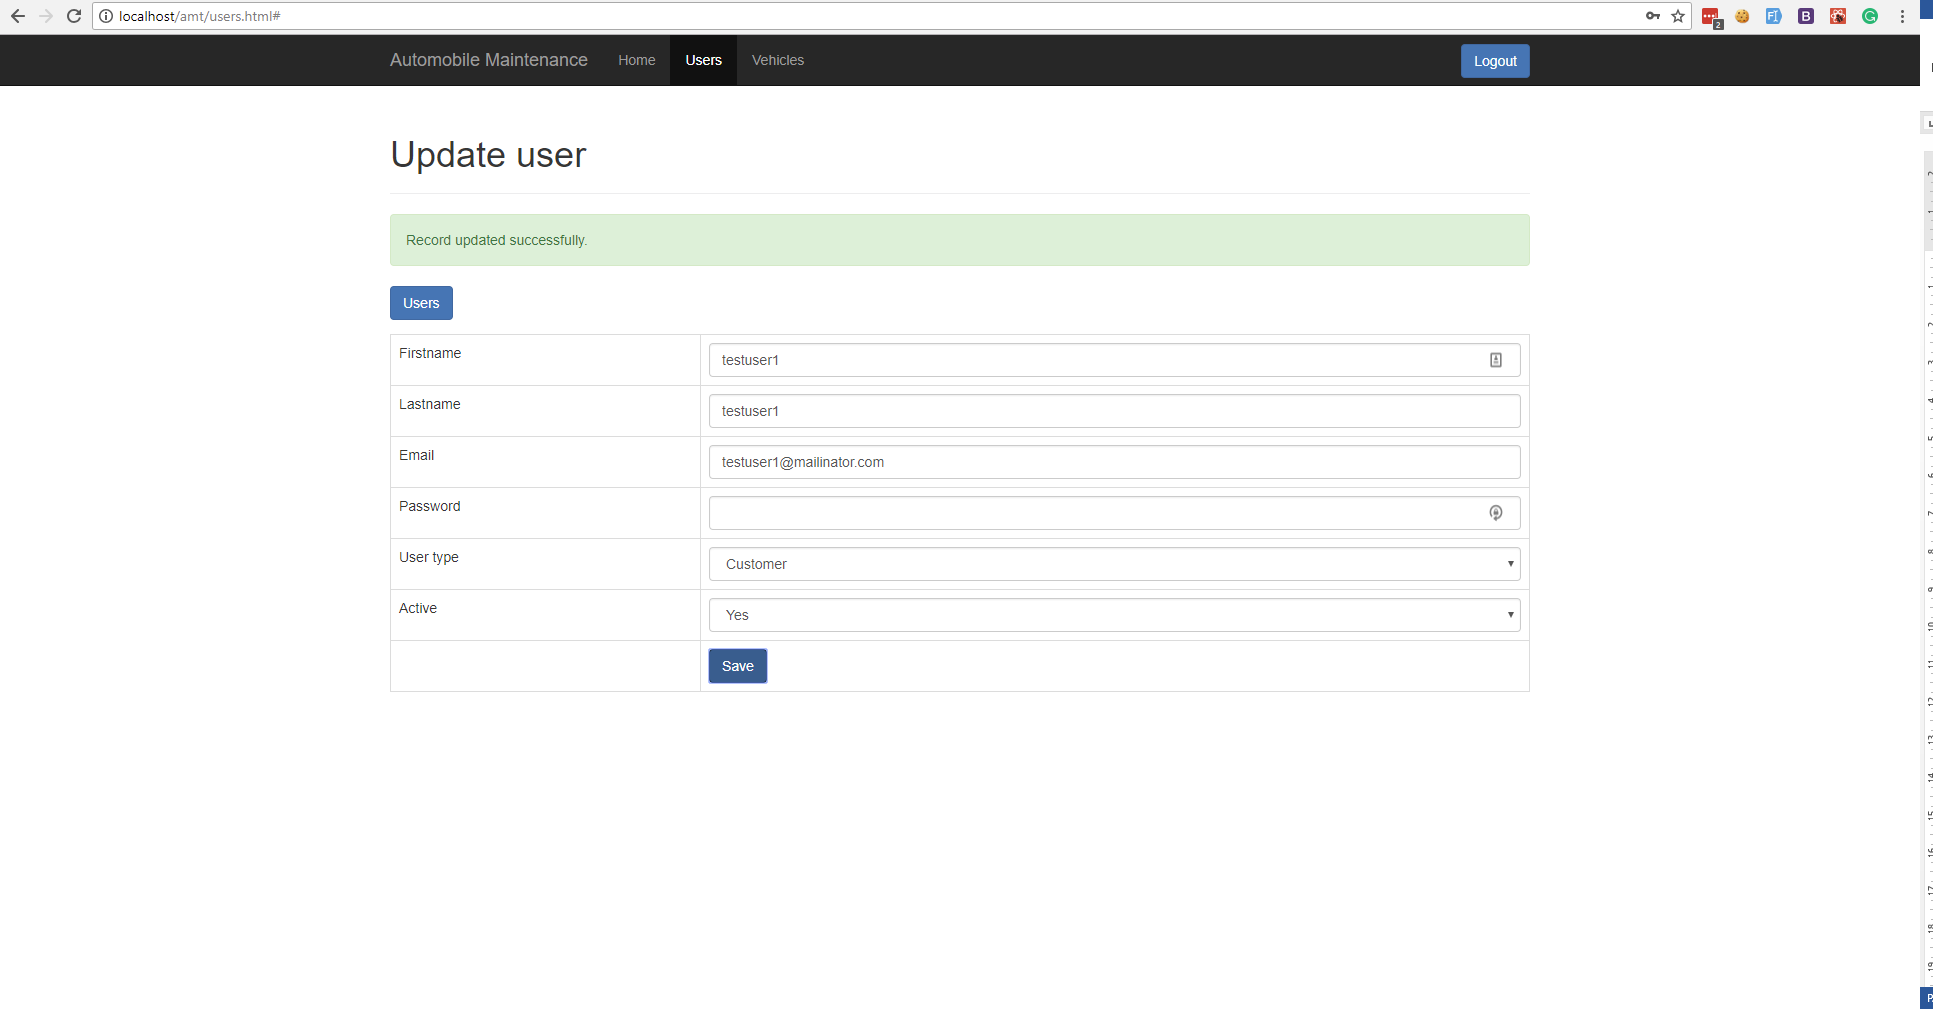 localhost/amt/users.html#
2
Automobile Maintenance Home Users Vehicles Logout
Update user
Record updated successfully.
Users
Firstname testuser1
Lastname testuser1
Email testuser1@mailinator.com
Password
User type Customer
Active Yes
Save